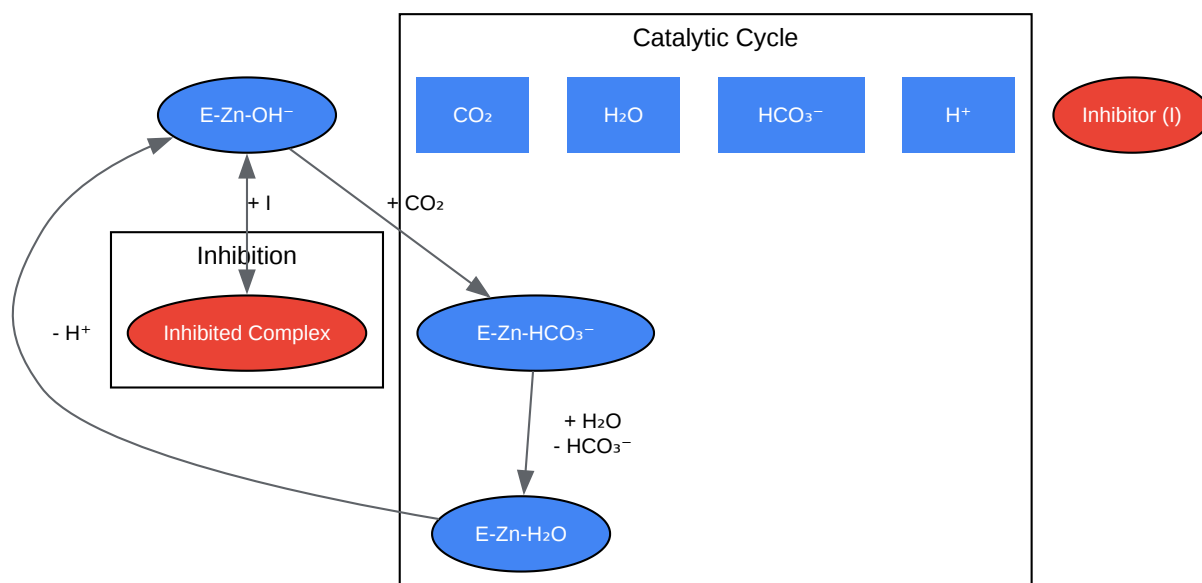 Catalytic Cycle
E-Zn-OH⁻
CO₂
H₂O
HCO₃⁻
H⁺
Inhibitor (I)
+ I
+ CO₂
Inhibition
- H⁺
Inhibited Complex
E-Zn-HCO₃⁻
+ H₂O
- HCO₃⁻
E-Zn-H₂O